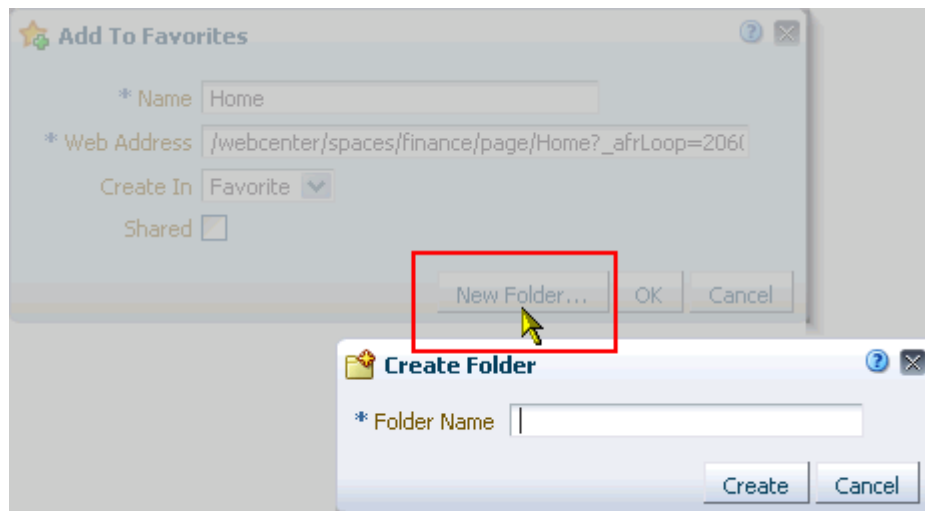 Add To Favorites
* Name Home
* Web Address /webcenter/spaces/finance/page/Home?_afrLoop=206(
Create In Favorite
Shared
New Folder... OK Cancel
Create Folder
* Folder Name
Create Cancel